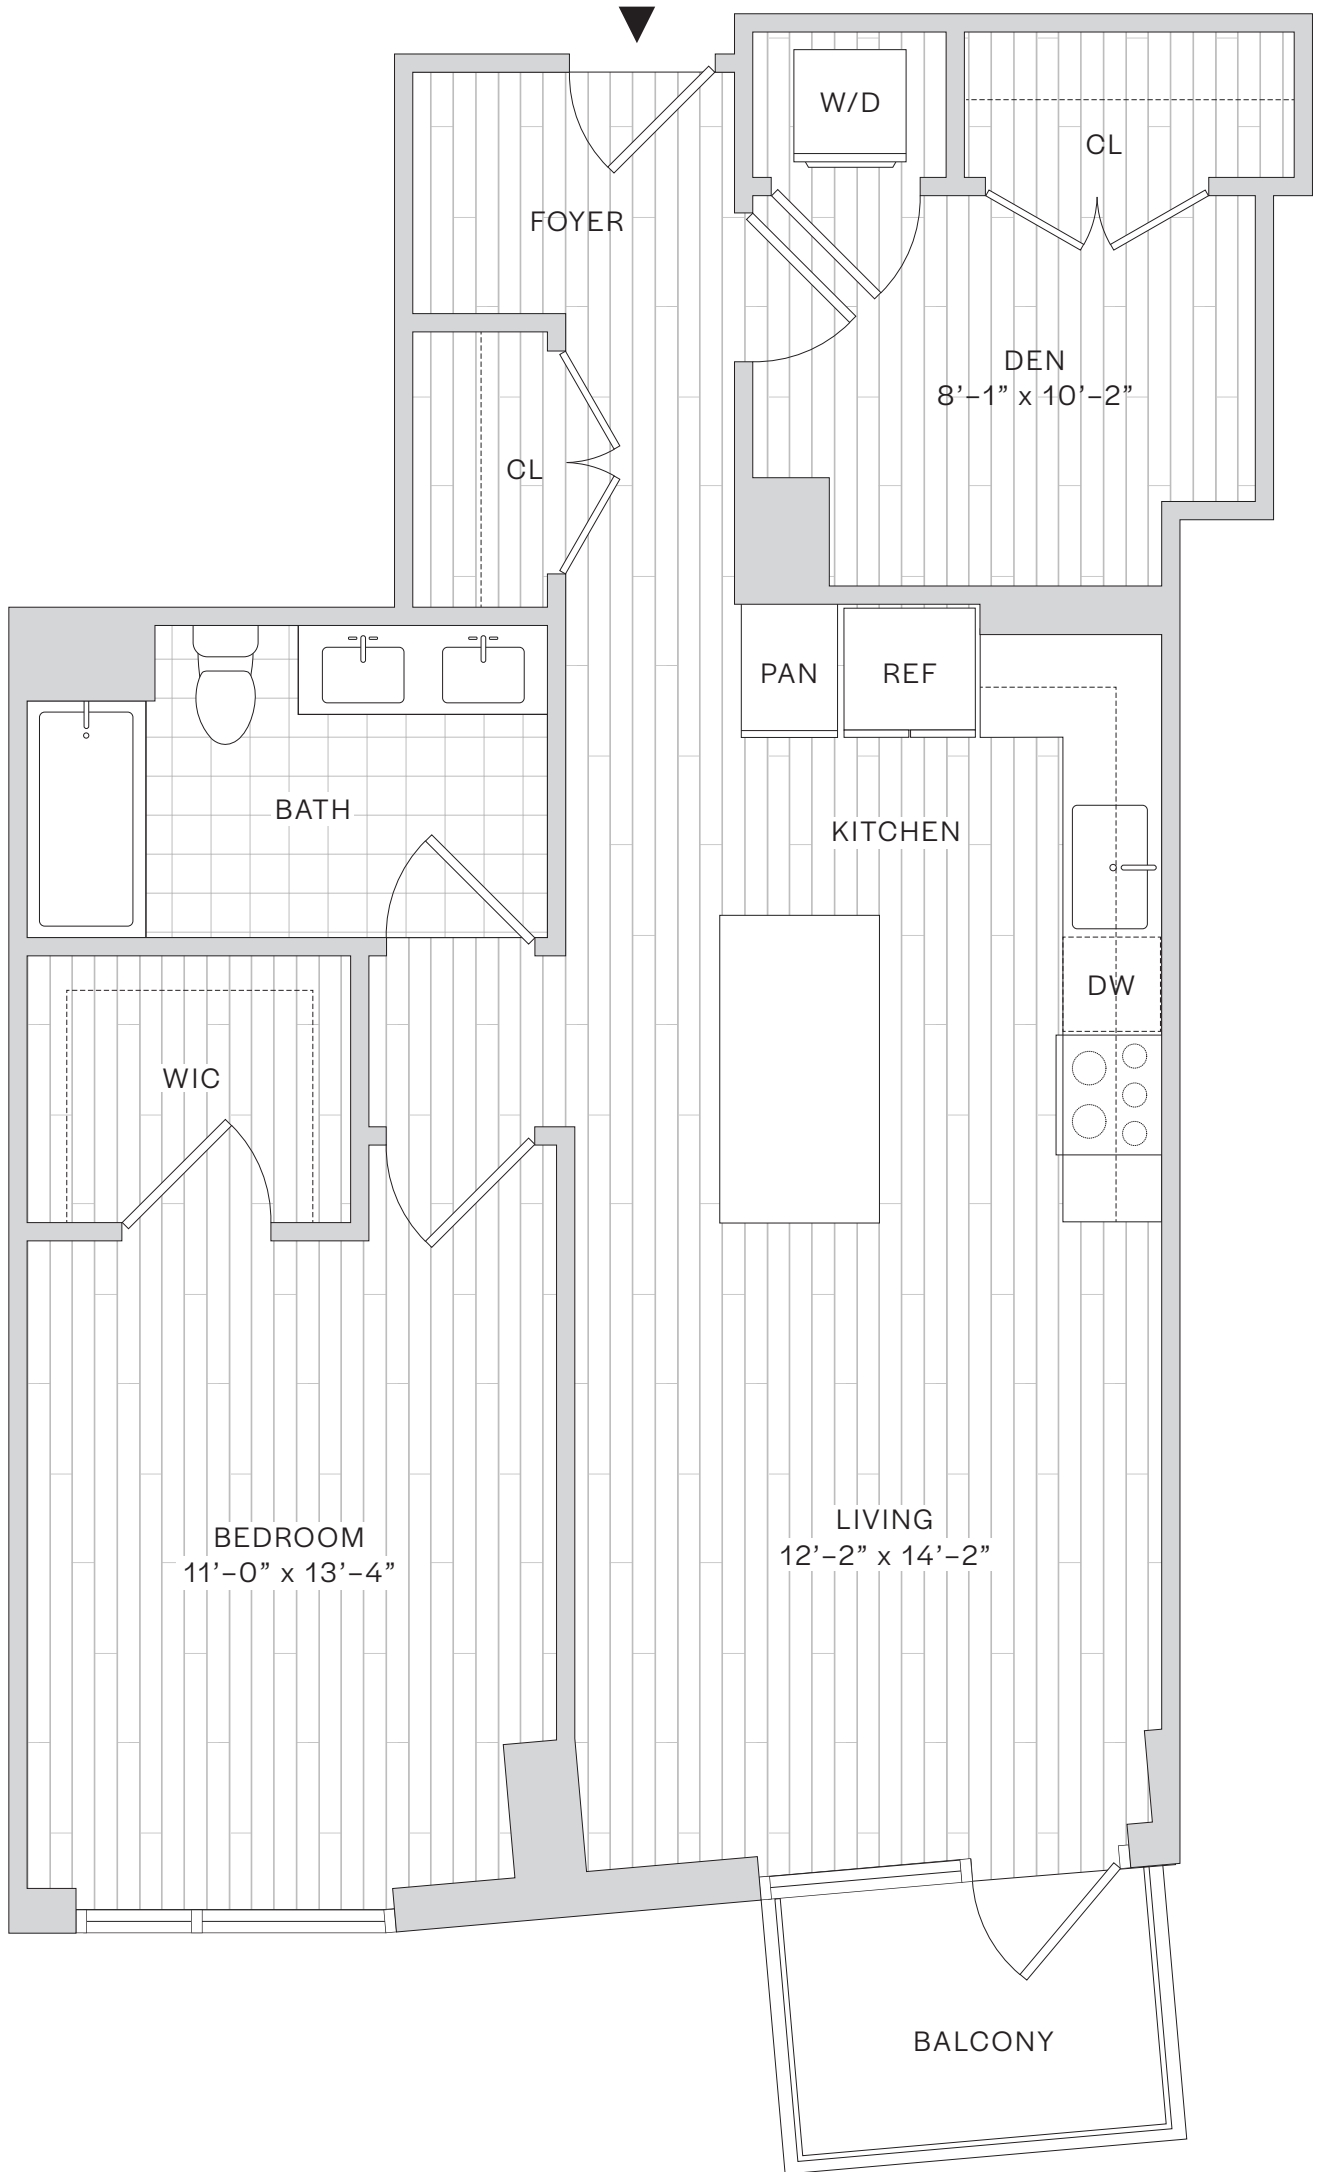 W/D
CL
FOYER
DEN
8'–1" x 10'–2"
CL
PAN
REF
BATH
KITCHEN
DW
WIC
LIVING
12'–2" x 14'–2"
BEDROOM
11'–0" x 13'–4"
BALCONY